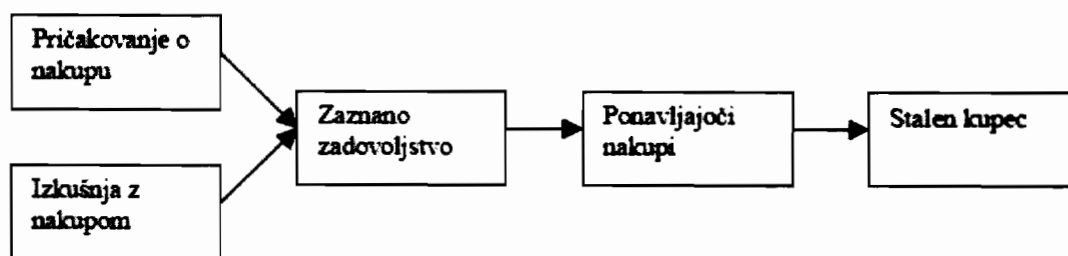 Pričakovanje o
nakupu
Izkušnja z
nakupom
Zaznano
zadovoljstvo
Ponavljajoči
nakupi
Stalen kupec